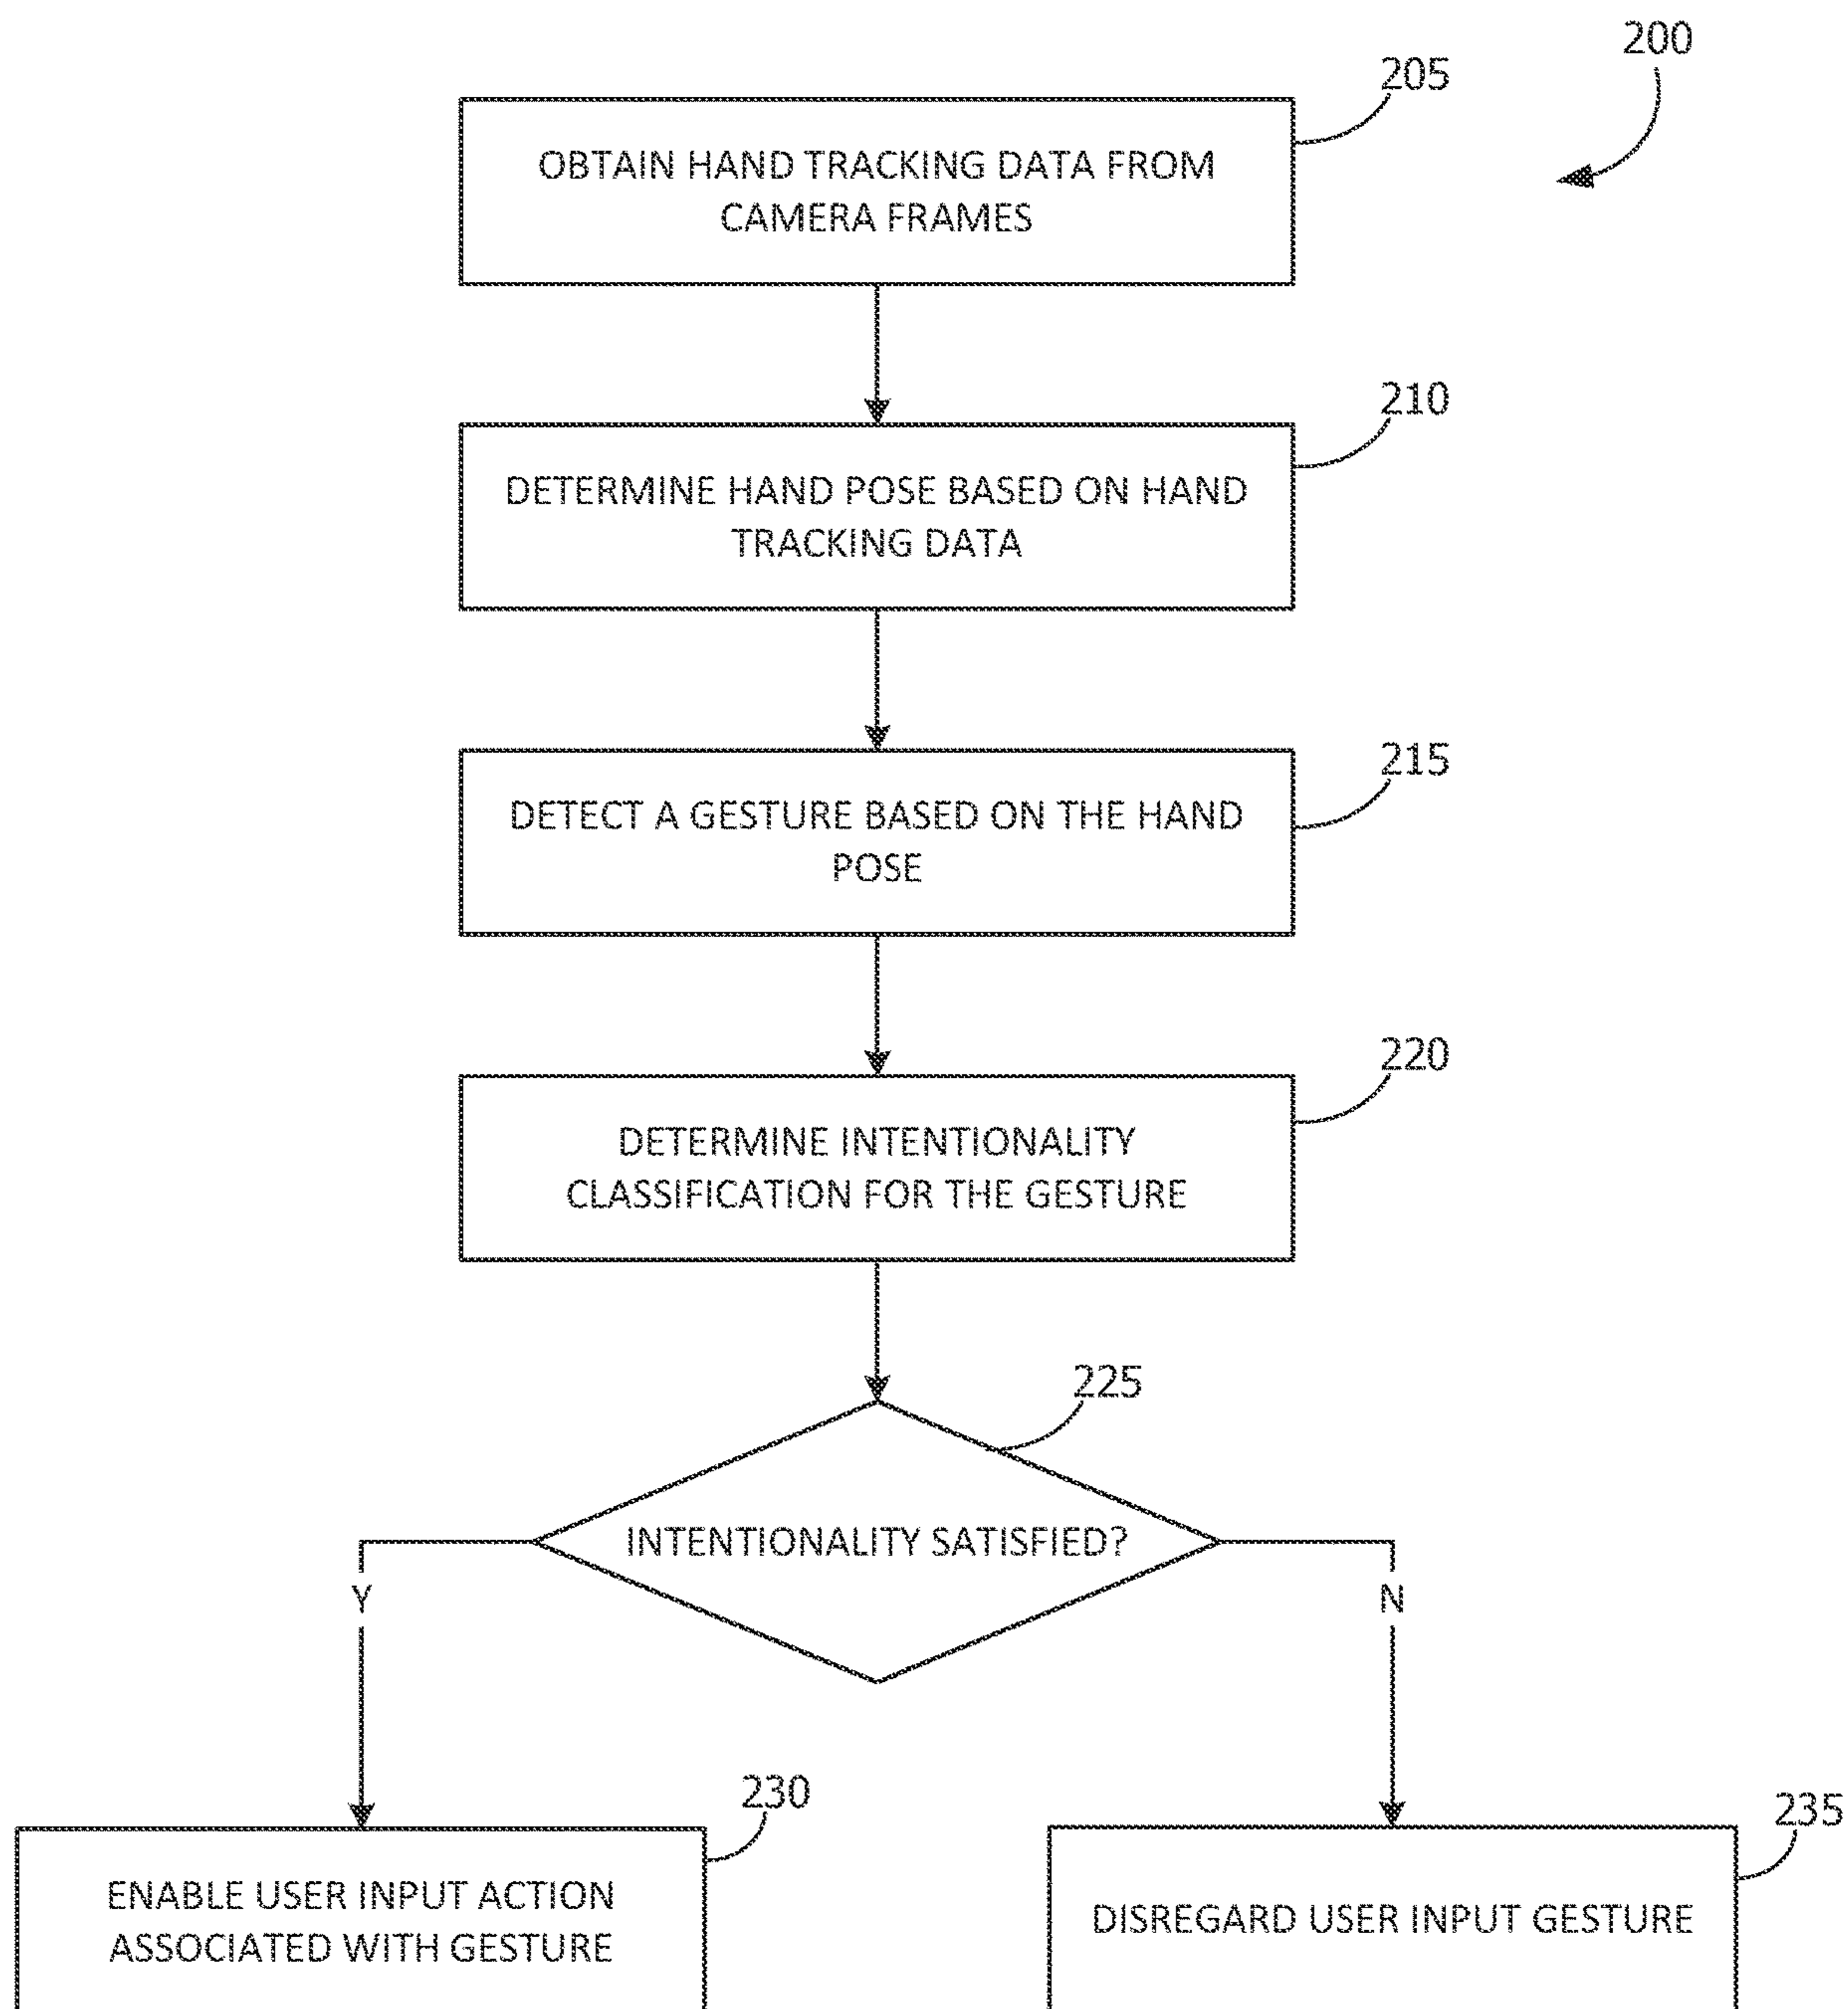 200
205
OBTAIN HAND TRACKING DATA FROM
CAMERA FRAMES
210
DETERMINE HAND POSE BASED ON HAND
TRACKING DATA
215
DETECT A GESTURE BASED ON THE HAND
POSE
220
DETERMINE INTENTIONALITY
CLASSIFICATION FOR THE GESTURE
225
INTENTIONALITY SATISFIED?
Y
N
230
ENABLE USER INPUT ACTION
ASSOCIATED WITH GESTURE
235
DISREGARD USER INPUT GESTURE